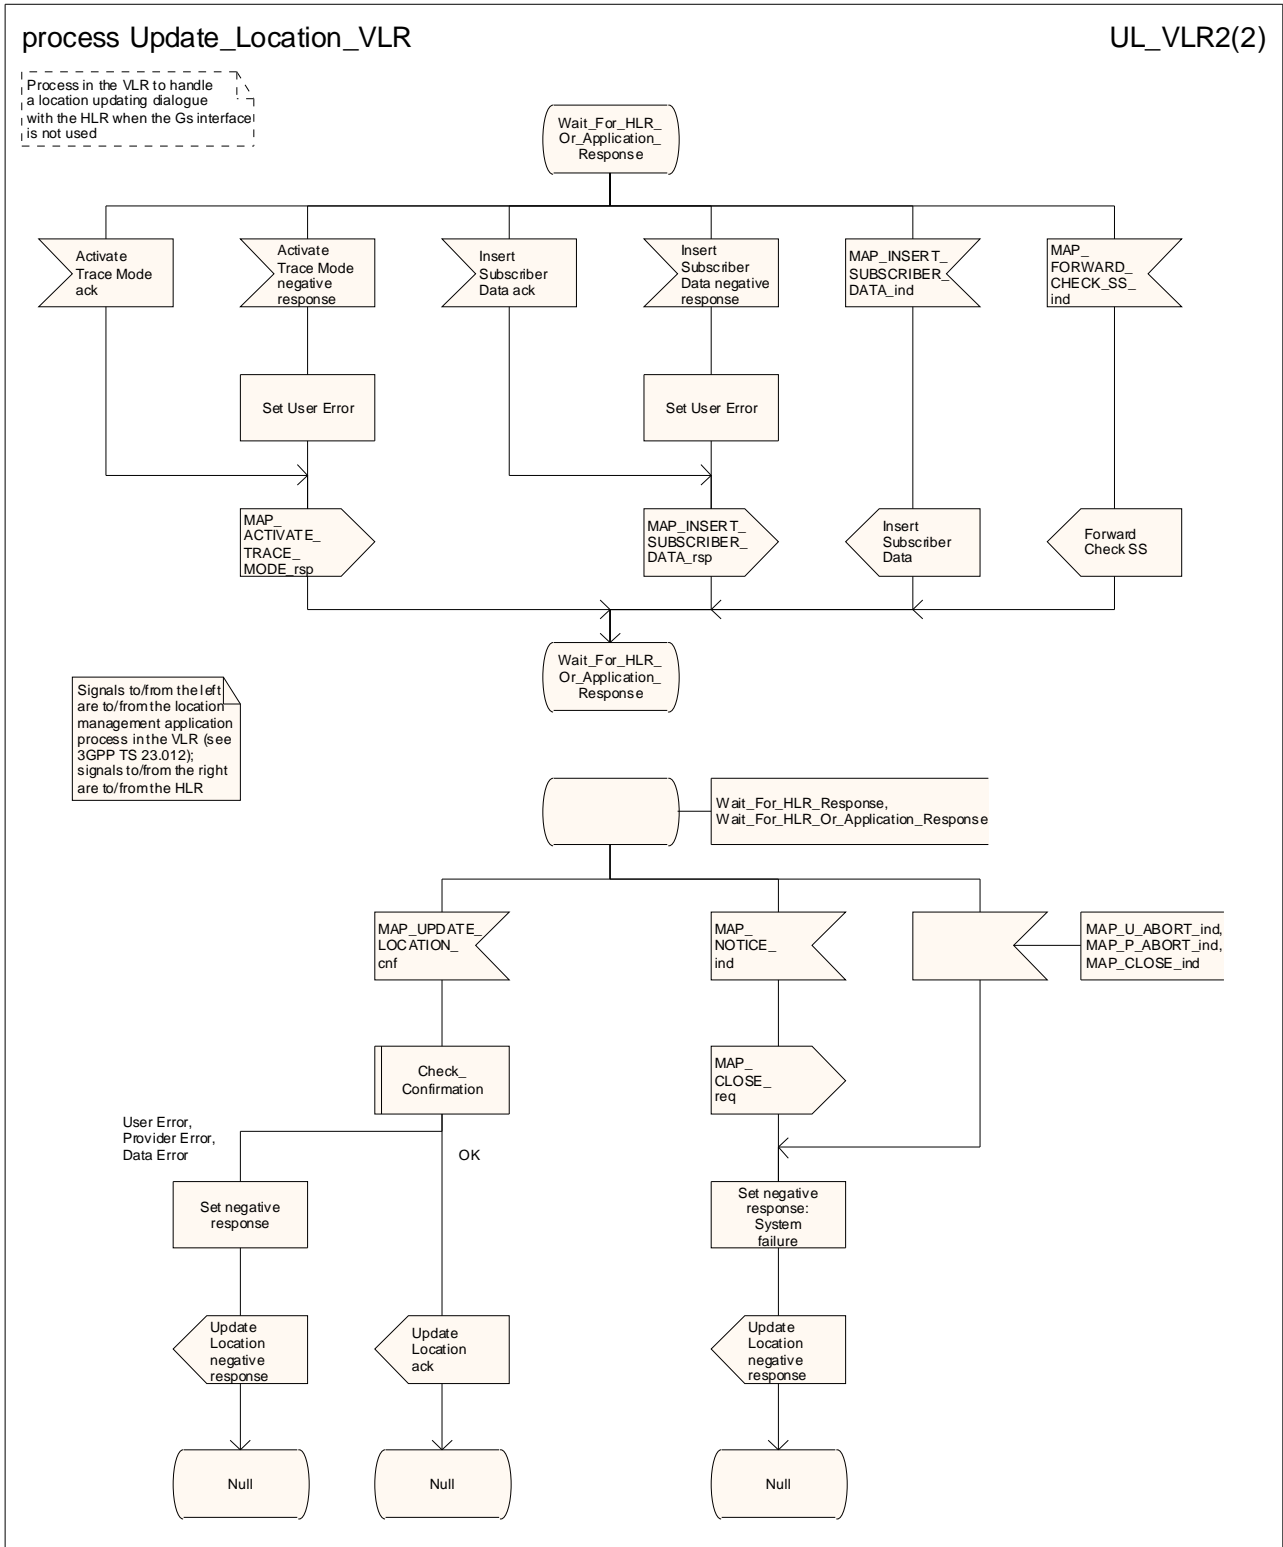 process Update_Location_VLR
UL_VLR2(2)
Process in the VLR to handle
a location updating dialogue
with the HLR when the Gs interface
is not used
Wait_For_HLR_
Or_Application_
Response
Activate
Trace Mode
ack
Activate
Trace Mode
negative
response
Insert
Subscriber
Data ack
Insert
Subscriber
Data negative
response
MAP_INSERT_
SUBSCRIBER_
DATA_ind
MAP_
FORWARD_
CHECK_SS_
ind
Set User Error
Set User Error
MAP_
ACTIVATE_
TRACE_
MODE_rsp
MAP_INSERT_
SUBSCRIBER_
DATA_rsp
Insert
Subscriber
Data
Forward
Check SS
Wait_For_HLR_
Or_Application_
Response
Signals to/from the left
are to/from the location
management application
process in the VLR (see
3GPP TS 23.012);
signals to/from the right
are to/from the HLR
Wait_For_HLR_Response,
Wait_For_HLR_Or_Application_Response
MAP_UPDATE_
LOCATION_
cnf
MAP_
NOTICE_
ind
MAP_U_ABORT_ind,
MAP_P_ABORT_ind,
MAP_CLOSE_ind
Check_
Confirmation
MAP_
CLOSE_
req
User Error,
Provider Error,
Data Error
OK
Set negative
response
Set negative
response:
System
failure
Update
Location
negative
response
Update
Location
ack
Update
Location
negative
response
Null
Null
Null